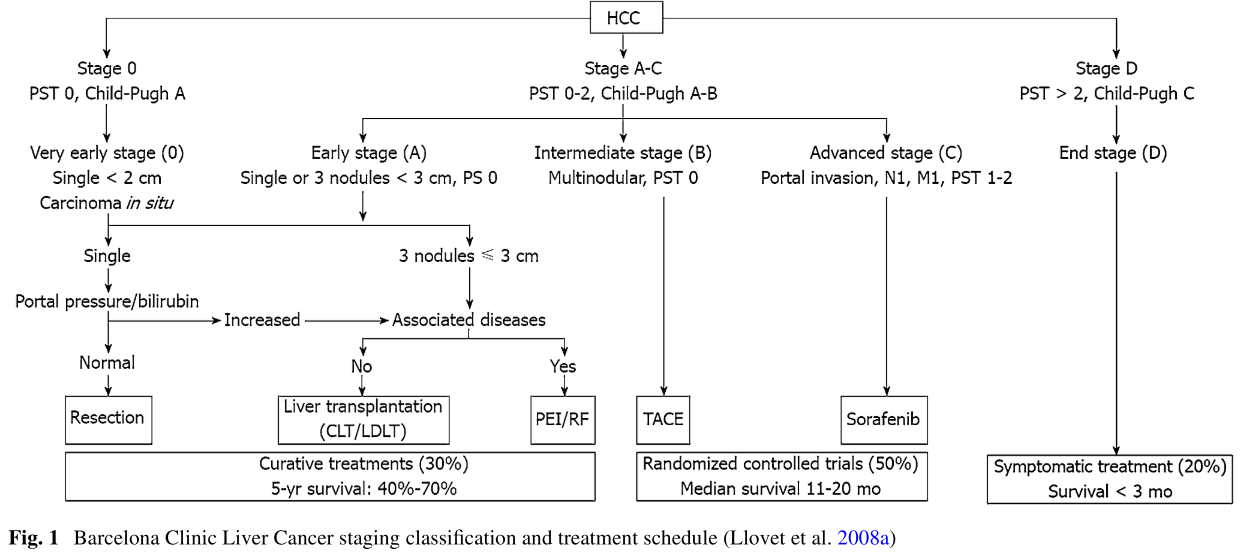 HCC
Stage 0
PST 0, Child-Pugh A
Stage A-C
PST 0-2, Child-Pugh A-B
Stage D
PST > 2, Child-Pugh C
Very early stage (0)
Single < 2 cm
Carcinoma in situ
Early stage (A)
Single or 3 nodules < 3 cm, PS 0
Intermediate stage (B)
Multinodular, PST 0
Advanced stage (C)
Portal invasion, N1, M1, PST 1-2
End stage (D)
Single
3 nodules ⩽ 3 cm
Portal pressure/bilirubin
Increased
Associated diseases
Normal
No
Yes
Resection
Liver transplantation
(CLT/LDLT)
PEI/RF
TACE
Sorafenib
Curative treatments (30%)
5-yr survival: 40%-70%
Randomized controlled trials (50%)
Median survival 11-20 mo
Symptomatic treatment (20%)
Survival < 3 mo
Fig. 1 Barcelona Clinic Liver Cancer staging classification and treatment schedule (Llovet et al. 2008a)